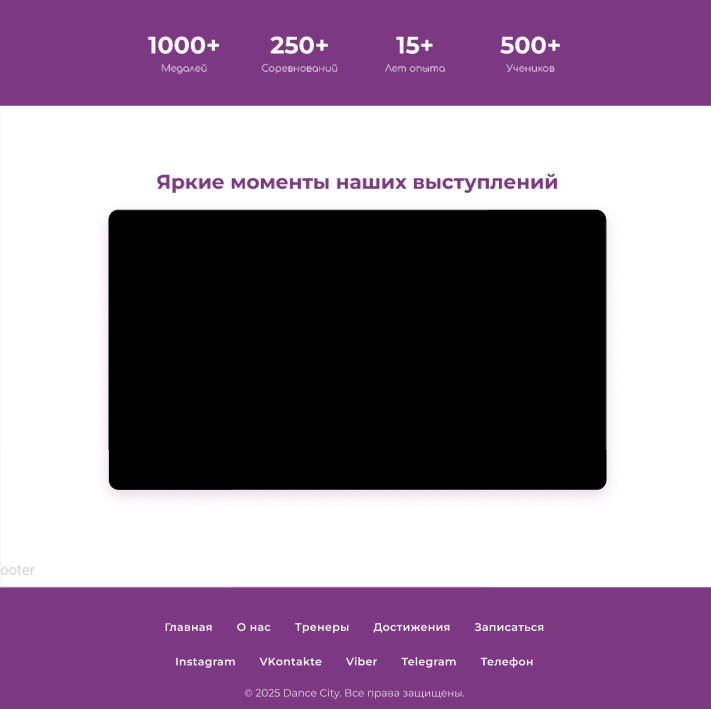 1000+ 250+ 15+ 500+
Медалей Соревнований Лет опыта Учеников
Яркие моменты наших выступлений
ooter
Главная О нас Тренеры Достижения Записаться
Instagram VKontakte Viber Telegram Телефон
© 2025 Dance City. Все права защищены.